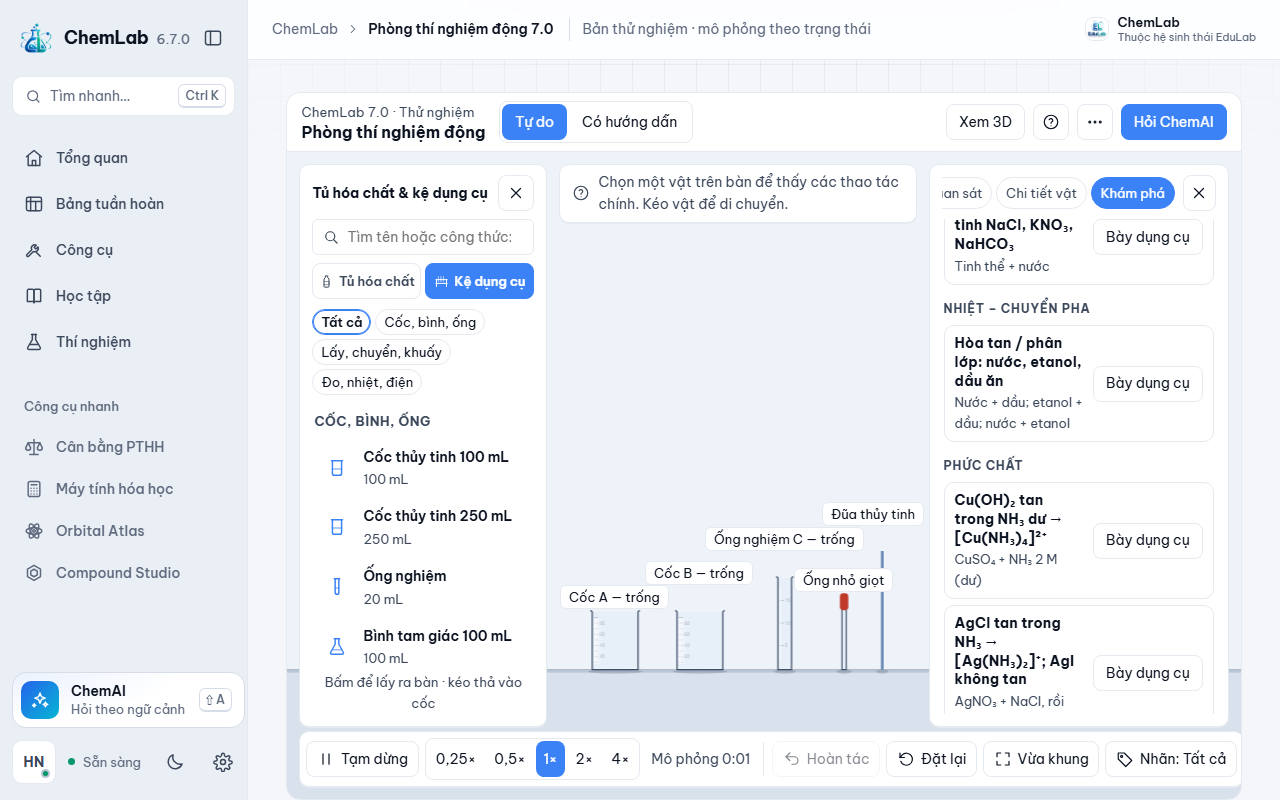 ChemLab 6.7.0
Tìm nhanh... Ctrl K
Tổng quan
Bảng tuần hoàn
Công cụ
Học tập
Thí nghiệm
Công cụ nhanh
Cân bằng PTHH
Máy tính hóa học
Orbital Atlas
Compound Studio
ChemAI
Hỏi theo ngữ cảnh
⇧ A
HN
Sẵn sàng
ChemLab
Phòng thí nghiệm động 7.0
Bản thử nghiệm · mô phỏng theo trạng thái
ChemLab
Thuộc hệ sinh thái EduLab
ChemLab 7.0 · Thử nghiệm
Phòng thí nghiệm động
Tự do
Có hướng dẫn
Xem 3D
Hỏi ChemAI
Tủ hóa chất & kệ dụng cụ
Tìm tên hoặc công thức:
Tủ hóa chất
Kệ dụng cụ
Tất cả
Cốc, bình, ống
Lấy, chuyển, khuấy
Đo, nhiệt, điện
CỐC, BÌNH, ỐNG
Cốc thủy tinh 100 mL
100 mL
Cốc thủy tinh 250 mL
250 mL
Ống nghiệm
20 mL
Bình tam giác 100 mL
100 mL
Bấm để lấy ra bàn · kéo thả vào
cốc
Chọn một vật trên bàn để thấy các thao tác
chính. Kéo vật để di chuyển.
Đũa thủy tinh
Ống nghiệm C — trống
Cốc B — trống
Ống nhỏ giọt
Cốc A — trống
sát
Chi tiết vật
Khám phá
tinh NaCl, KNO₃,
NaHCO₃
Tinh thể + nước
Bày dụng cụ
NHIỆT – CHUYỂN PHA
Hòa tan / phân
lớp: nước, etanol,
dầu ăn
Nước + dầu; etanol +
dầu; nước + etanol
Bày dụng cụ
PHỨC CHẤT
Cu(OH)₂ tan
trong NH₃ dư →
[Cu(NH₃)₄]²⁺
CuSO₄ + NH₃ 2 M
(dư)
Bày dụng cụ
AgCl tan trong
NH₃ →
[Ag(NH₃)₂]⁺; AgI
không tan
AgNO₃ + NaCl, rồi
Bày dụng cụ
Tạm dừng
0,25×
0,5×
1×
2×
4×
Mô phỏng 0:01
Hoàn tác
Đặt lại
Vừa khung
Nhãn: Tất cả